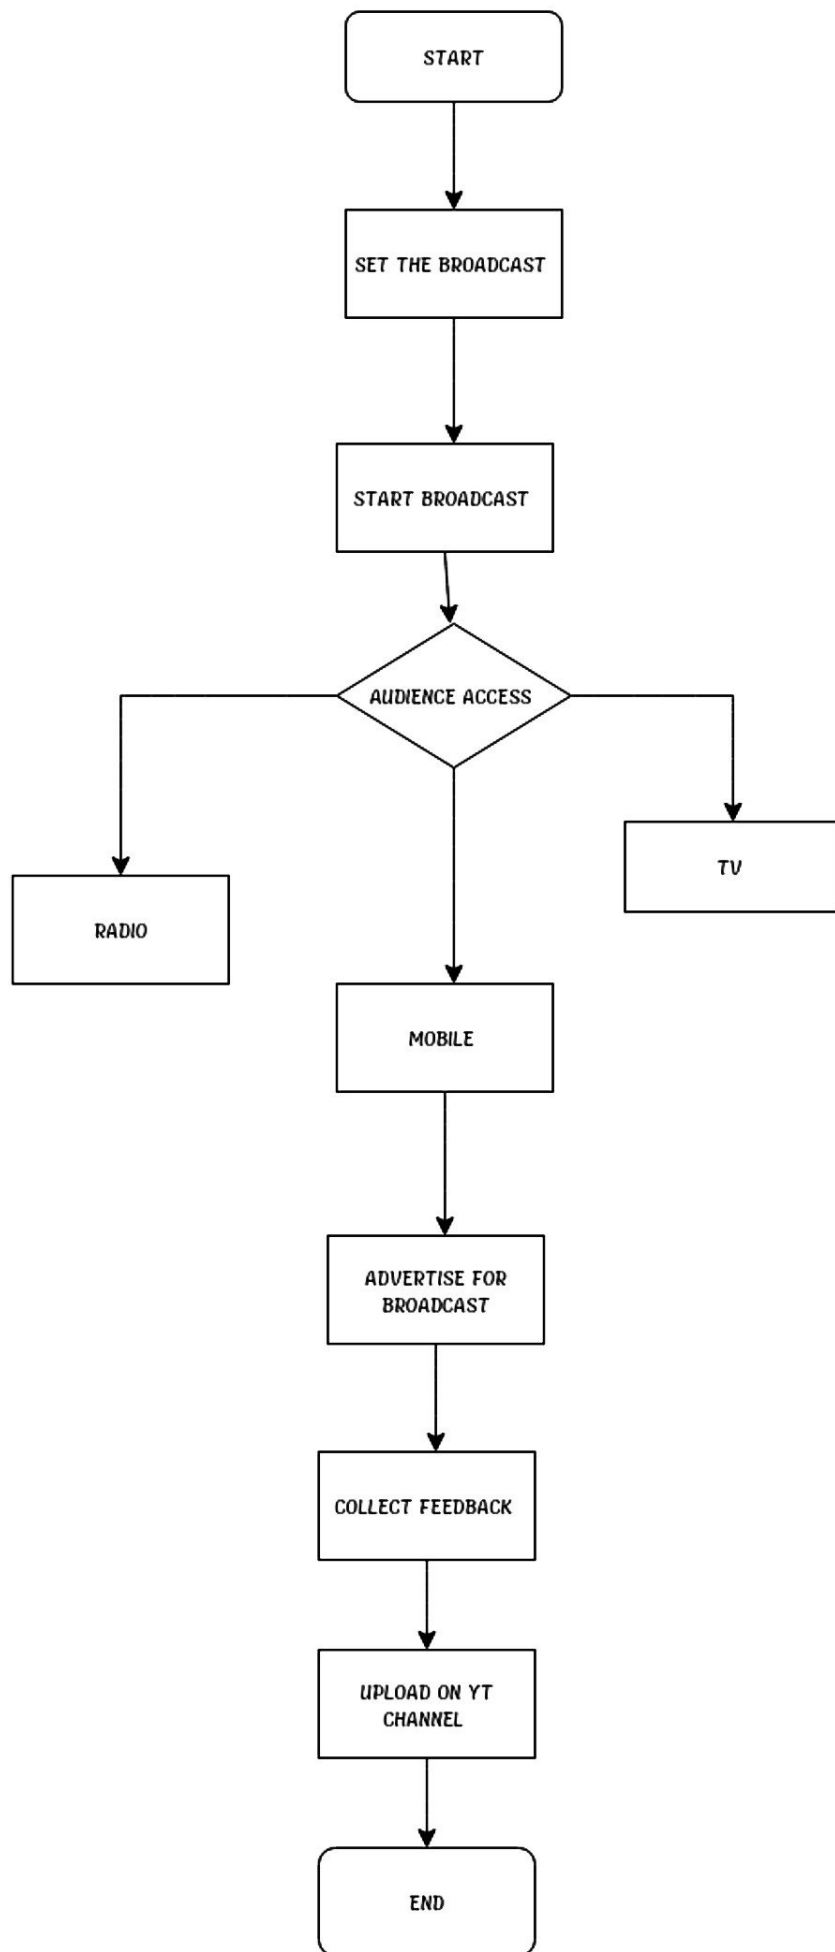 START
SET THE BROADCAST
START BROADCAST
AUDIENCE ACCESS
TV
RADIO
MOBILE
ADVERTISE FOR
BROADCAST
COLLECT FEEDBACK
UPLOAD ON YT
CHANNEL
END